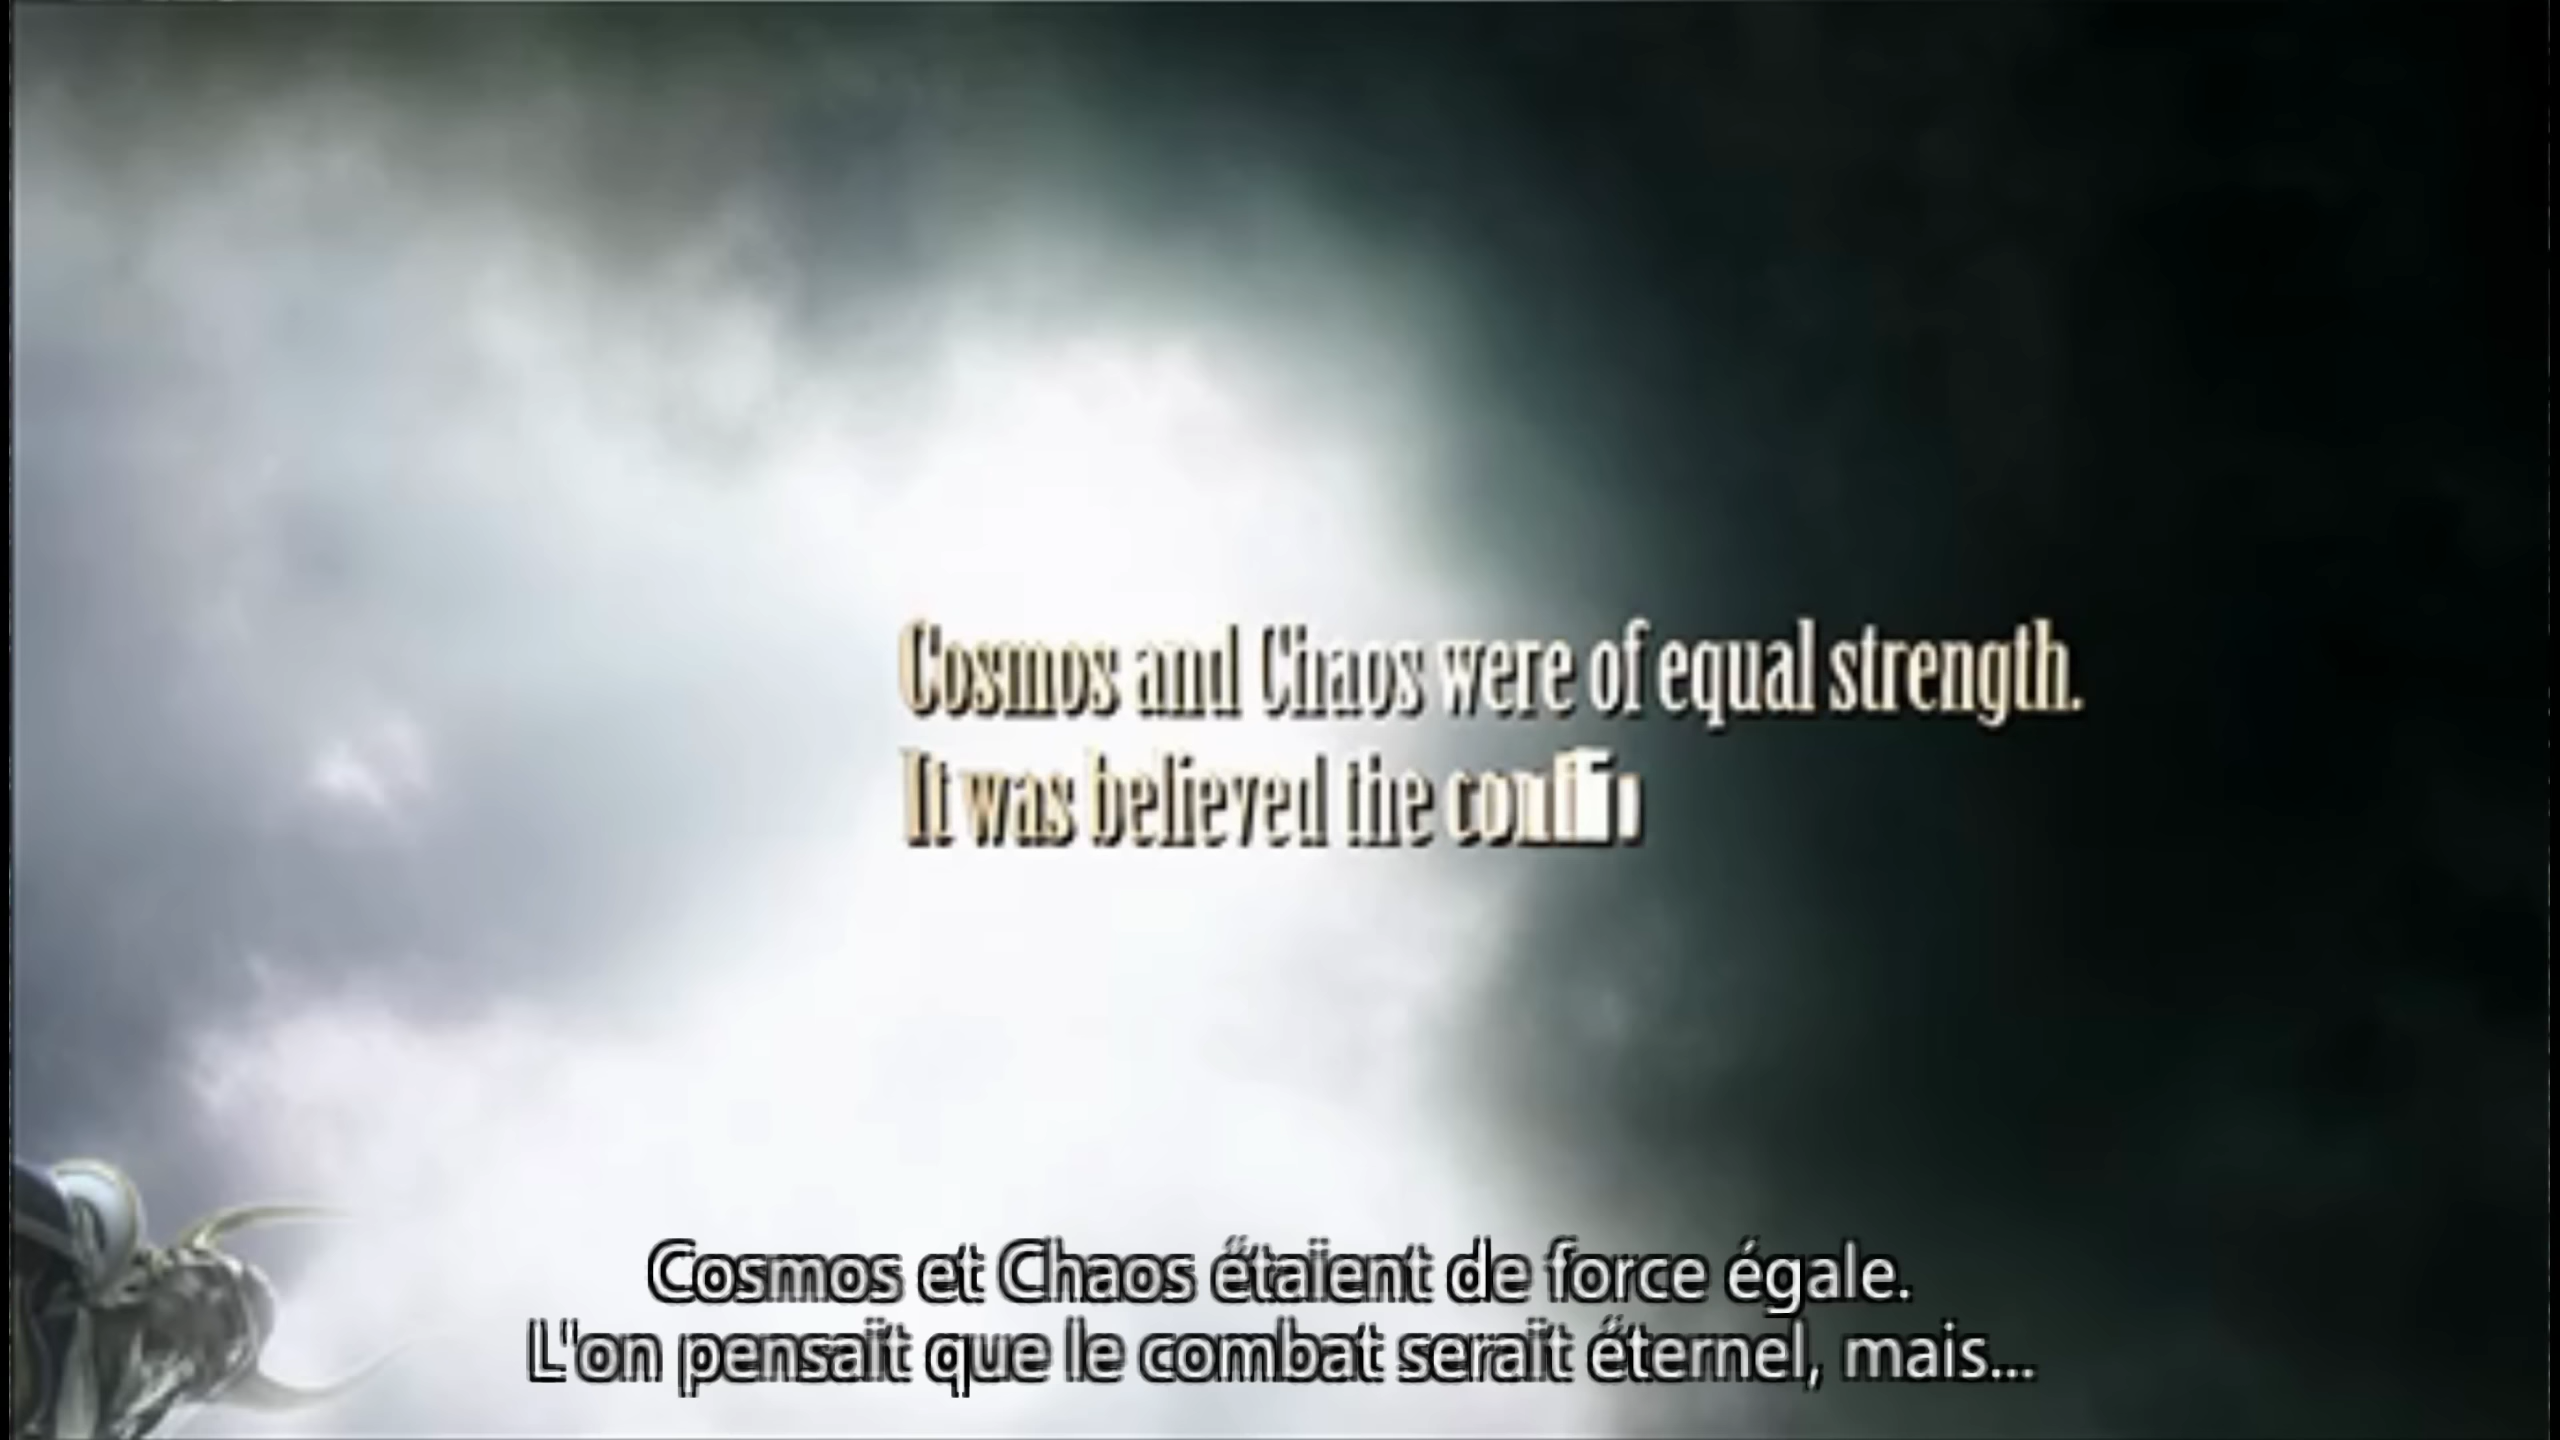 Cosmos and Chaos were of equal strength.
It was believed the
Cosmos et Chaos étaient de force égale.
L'on pensait que le combat serait éternel, mais...